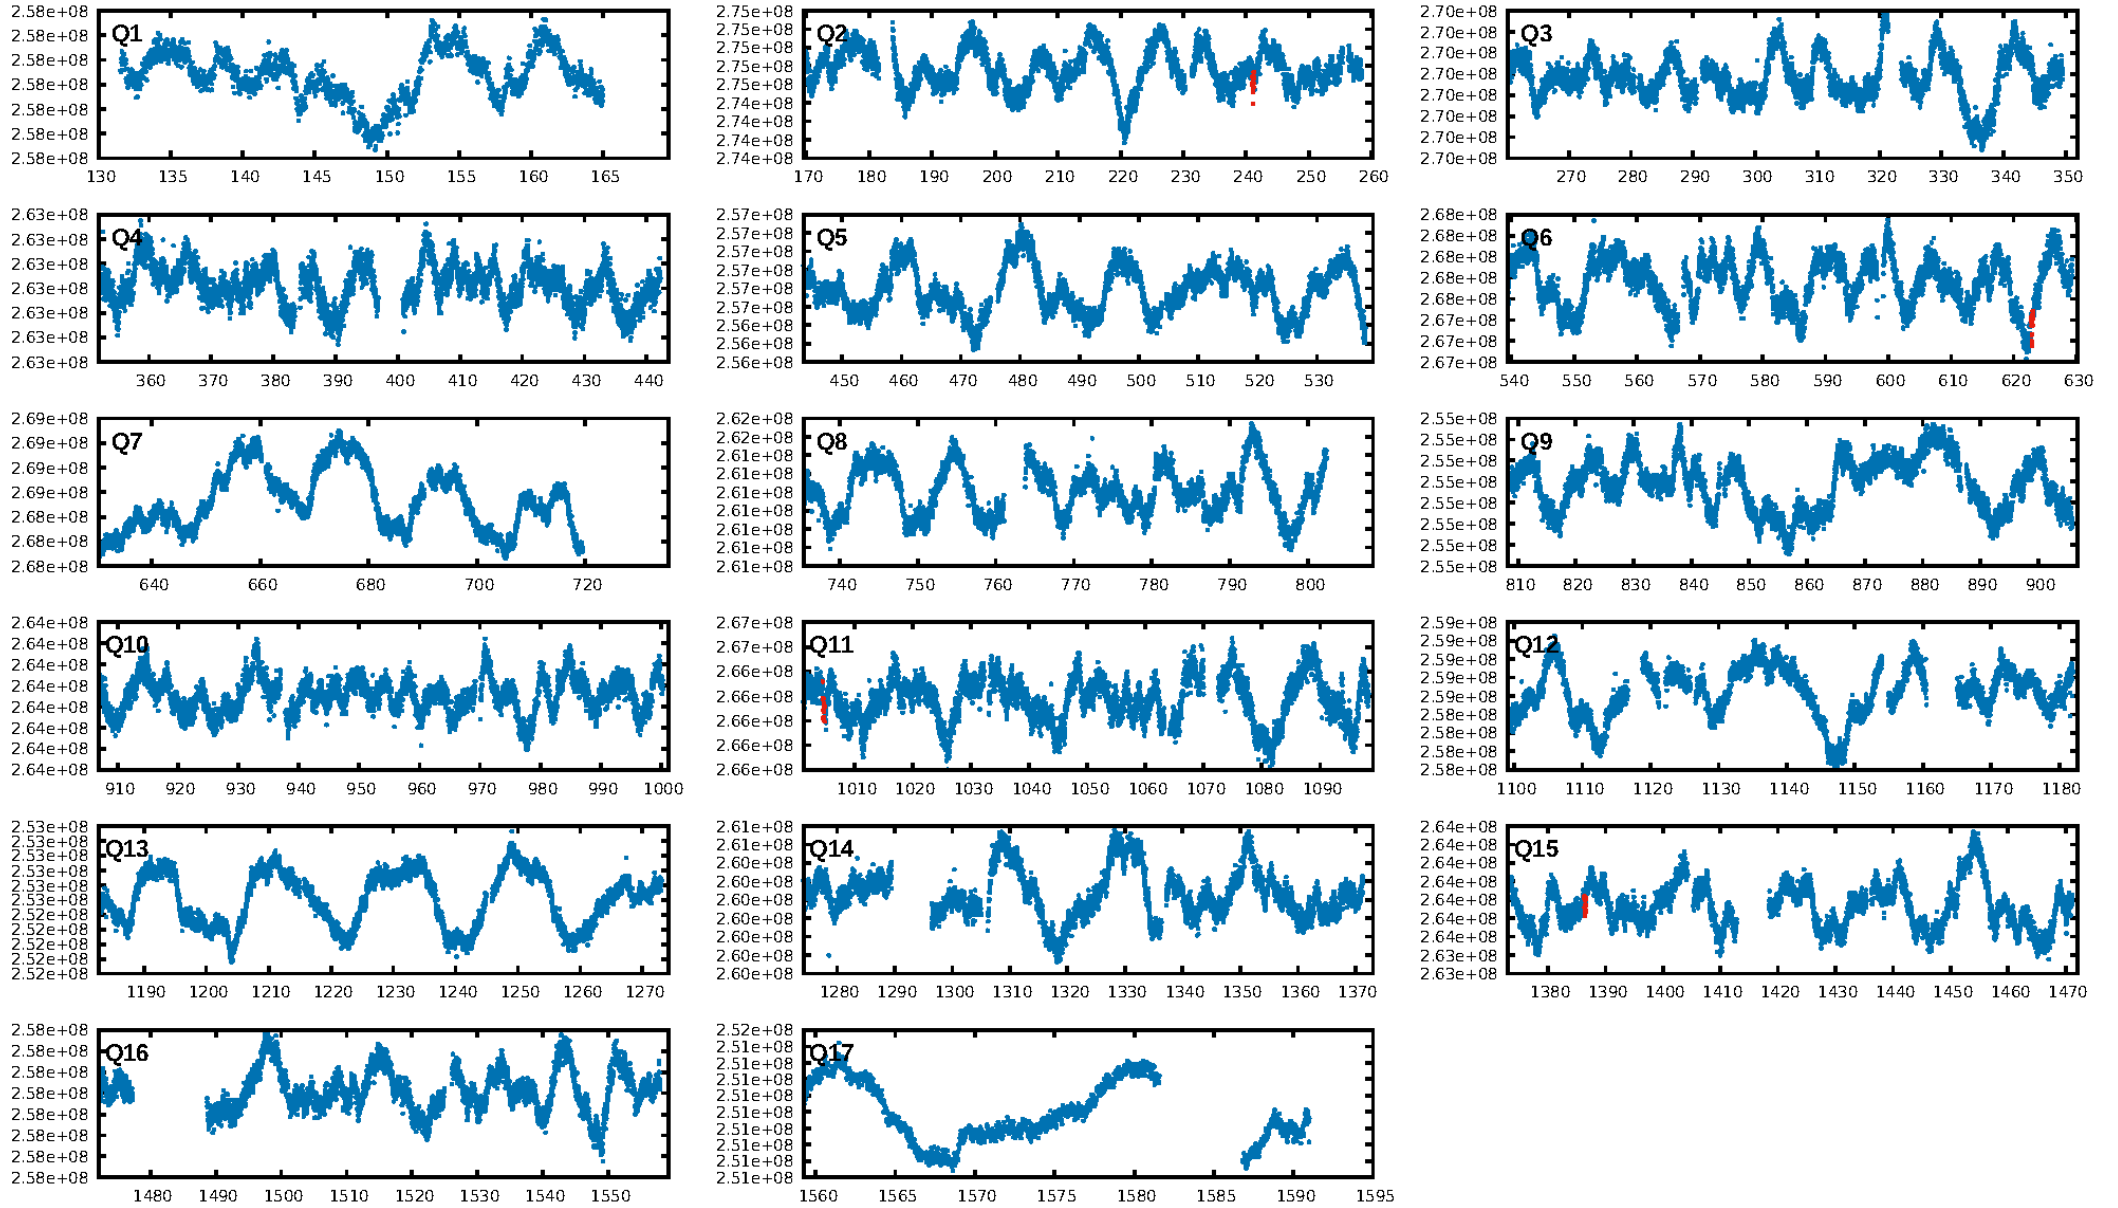 2.58e+08
2.58e+08
2.58e+08
2.58e+08
2.58e+08
2.58e+08
2.58e+08
Q1
130 135 140 145 150 155 160 165
2.75e+08
2.75e+08
2.75e+08
2.75e+08
2.75e+08
2.74e+08
2.74e+08
2.74e+08
2.74e+08
Q2
170 180 190 200 210 220 230 240 250 260
2.70e+08
2.70e+08
2.70e+08
2.70e+08
2.70e+08
2.70e+08
2.70e+08
2.70e+08
Q3
270 280 290 300 310 320 330 340 350
2.63e+08
2.63e+08
2.63e+08
2.63e+08
2.63e+08
2.63e+08
2.63e+08
Q4
360 370 380 390 400 410 420 430 440
2.57e+08
2.57e+08
2.57e+08
2.57e+08
2.57e+08
2.57e+08
2.56e+08
2.56e+08
2.56e+08
Q5
450 460 470 480 490 500 510 520 530
2.68e+08
2.68e+08
2.68e+08
2.68e+08
2.68e+08
2.67e+08
2.67e+08
2.67e+08
Q6
540 550 560 570 580 590 600 610 620 630
2.69e+08
2.69e+08
2.69e+08
2.69e+08
2.68e+08
2.68e+08
2.68e+08
Q7
640 660 680 700 720
2.62e+08
2.62e+08
2.61e+08
2.61e+08
2.61e+08
2.61e+08
2.61e+08
2.61e+08
2.61e+08
Q8
740 750 760 770 780 790 800
2.55e+08
2.55e+08
2.55e+08
2.55e+08
2.55e+08
2.55e+08
2.55e+08
2.55e+08
Q9
810 820 830 840 850 860 870 880 890 900
2.64e+08
2.64e+08
2.64e+08
2.64e+08
2.64e+08
2.64e+08
2.64e+08
2.64e+08
Q10
910 920 930 940 950 960 970 980 990 1000
2.67e+08
2.67e+08
2.66e+08
2.66e+08
2.66e+08
2.66e+08
2.66e+08
Q11
1010 1020 1030 1040 1050 1060 1070 1080 1090
2.59e+08
2.59e+08
2.59e+08
2.59e+08
2.59e+08
2.58e+08
2.58e+08
2.58e+08
2.58e+08
Q12
1100 1110 1120 1130 1140 1150 1160 1170 1180
2.53e+08
2.53e+08
2.53e+08
2.53e+08
2.53e+08
2.53e+08
2.52e+08
2.52e+08
2.52e+08
2.52e+08
2.52e+08
Q13
1190 1200 1210 1220 1230 1240 1250 1260 1270
2.61e+08
2.61e+08
2.60e+08
2.60e+08
2.60e+08
2.60e+08
2.60e+08
2.60e+08
2.60e+08
Q14
1280 1290 1300 1310 1320 1330 1340 1350 1360 1370
2.64e+08
2.64e+08
2.64e+08
2.64e+08
2.64e+08
2.64e+08
2.64e+08
2.63e+08
2.63e+08
Q15
1380 1390 1400 1410 1420 1430 1440 1450 1460 1470
2.58e+08
2.58e+08
2.58e+08
2.58e+08
2.58e+08
2.58e+08
2.58e+08
2.58e+08
Q16
1480 1490 1500 1510 1520 1530 1540 1550
2.52e+08
2.51e+08
2.51e+08
2.51e+08
2.51e+08
2.51e+08
2.51e+08
2.51e+08
2.51e+08
2.51e+08
Q17
1560 1565 1570 1575 1580 1585 1590 1595